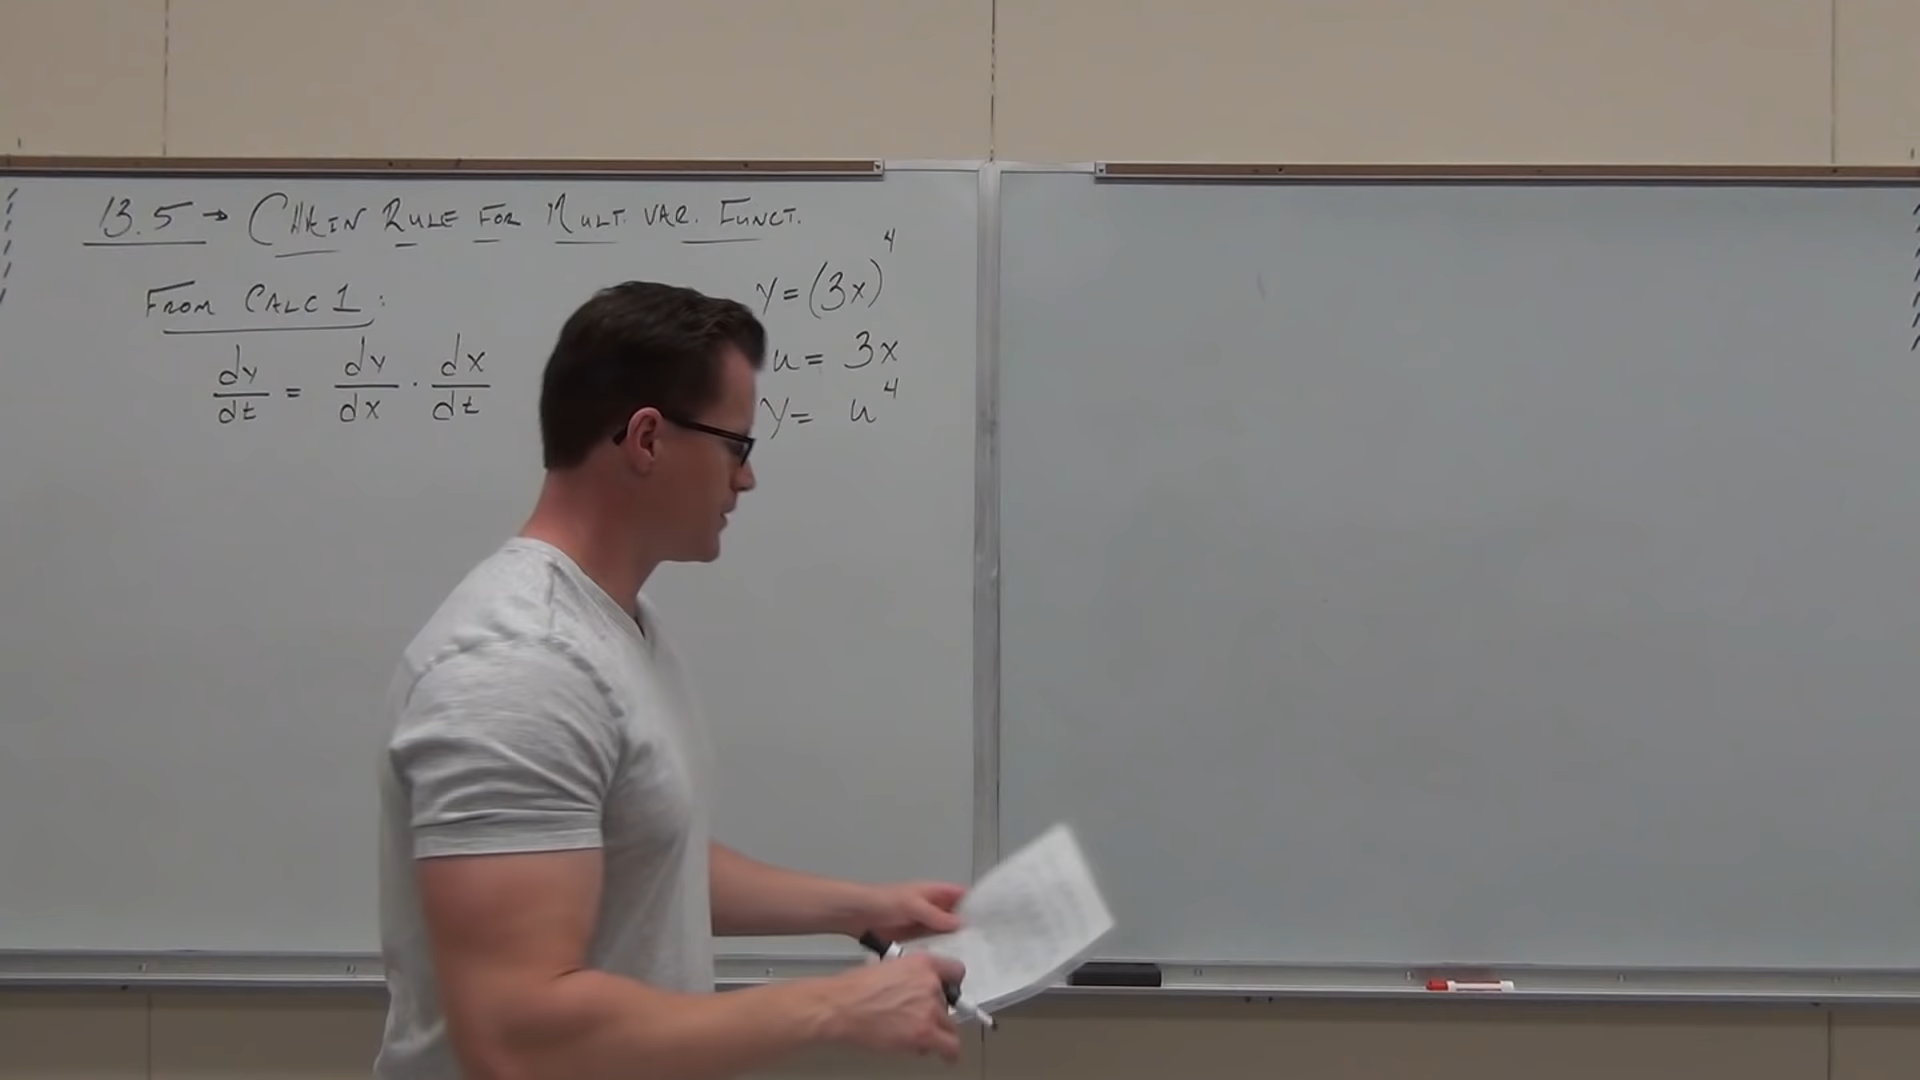 13.5 → CHAIN RULE FOR MULT. VAR. FUNCT.
FROM CALC 1:
dy/dt = dy/dx · dx/dt
y = (3x)^4
u = 3x
y = u^4